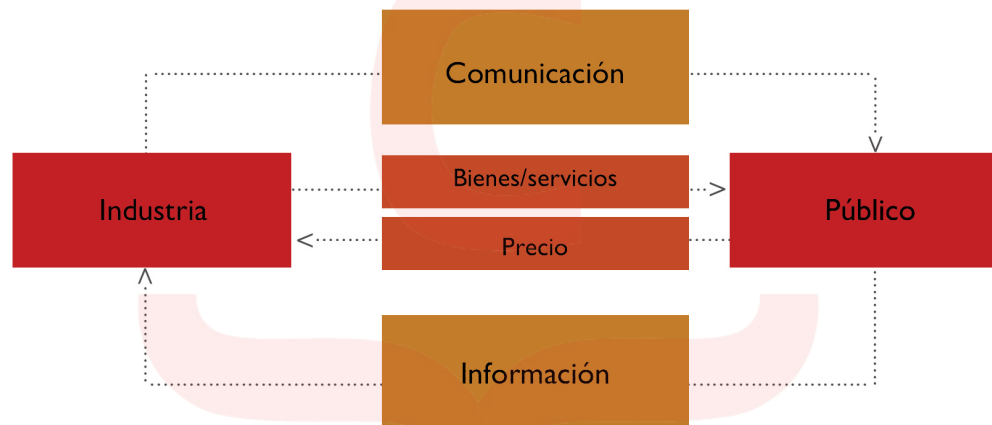 Comunicación
Bienes/servicios
Industria
Público
Precio
Información